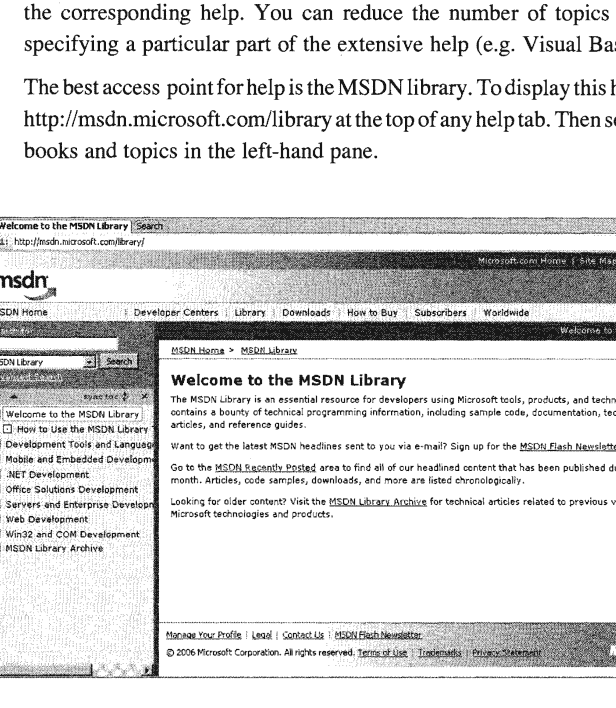 the corresponding help. You can reduce the number of topics
specifying a particular part of the extensive help (e.g. Visual Bas
The best access point for help is the MSDN library. To display this h
http://msdn.microsoft.com/library at the top of any help tab. Then se
books and topics in the left-hand pane.
Welcome to the MSDN Library Search
http://msdn.microsoft.com/library/
Microsoft.com Home | Site Map
msdn
SDN Home | Developer Centers | Library | Downloads | How to Buy | Subscribers | Worldwide
Welcome to
SDN Library Search
MSDN Home > MSDN Library
sync toc
Welcome to the MSDN Library
How to Use the MSDN Library
Development Tools and Languag
Mobile and Embedded Developm
.NET Development
Office Solutions Development
Servers and Enterprise Developm
Web Development
Win32 and COM Development
MSDN Library Archive
Welcome to the MSDN Library
The MSDN Library is an essential resource for developers using Microsoft tools, products, and techn
contains a bounty of technical programming information, including sample code, documentation, tec
articles, and reference guides.
Want to get the latest MSDN headlines sent to you via e-mail? Sign up for the MSDN Flash Newslette
Go to the MSDN Recently Posted area to find all of our headlined content that has been published du
month. Articles, code samples, downloads, and more are listed chronologically.
Looking for older content? Visit the MSDN Library Archive for technical articles related to previous v
Microsoft technologies and products.
Manage Your Profile | Legal | Contact Us | MSDN Flash Newsletter
© 2006 Microsoft Corporation. All rights reserved. Terms of Use | Trademarks | Privacy Statement